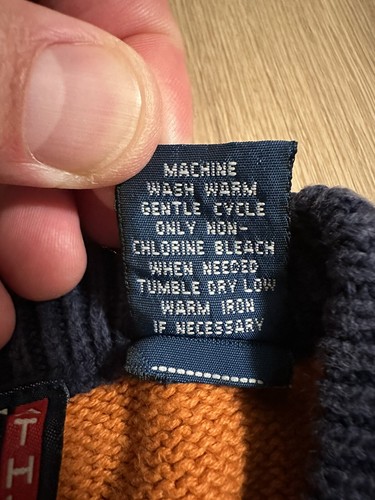 MACHINE
WASH WARM
GENTLE CYCLE
ONLY NON-
CHLORINE BLEACH
WHEN NEEDED
TUMBLE DRY LOW
WARM IRON
IF NECESSARY